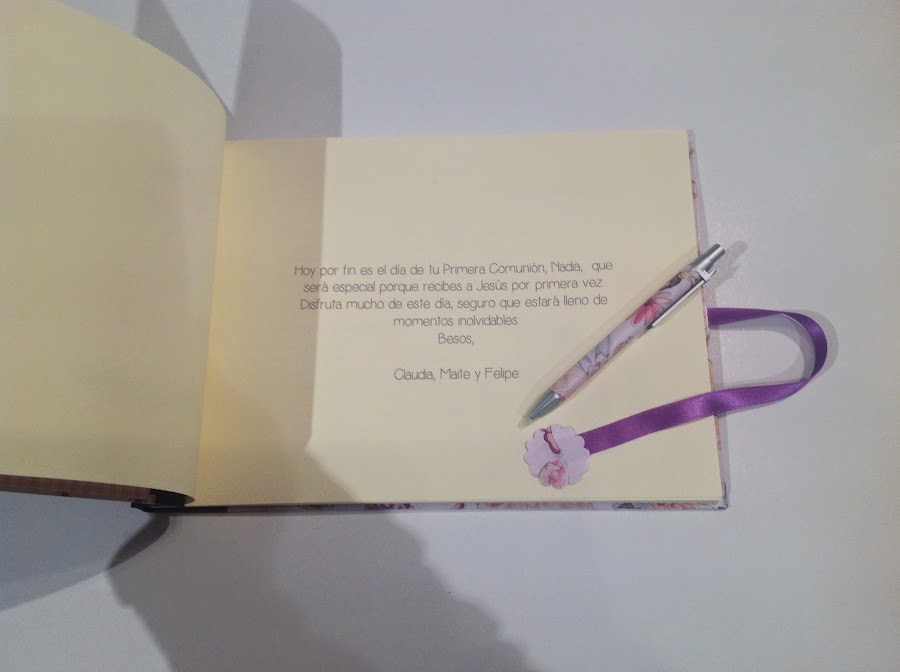 Hoy por fin es el día de tu Primera Comunión, Nadia, que
será especial porque recibes a Jesús por primera vez.
Disfruta mucho de este día, seguro que estará lleno de
momentos inolvidables
Besos,
Claudia, Maite y Felipe